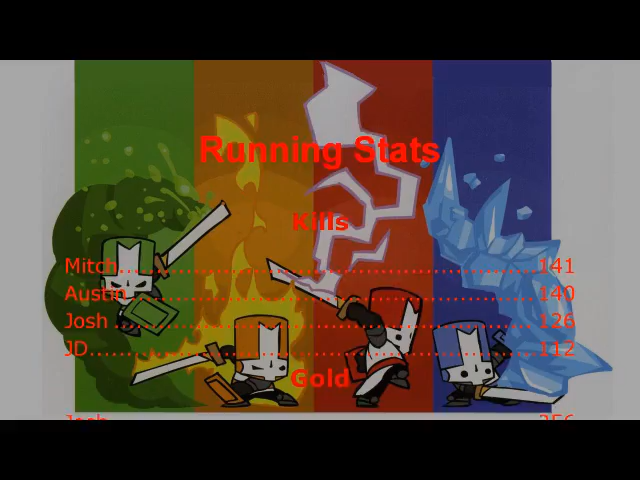 Running Stats
Kills
Mitch......................................................141
Austin.....................................................140
Josh.......................................................126
JD.........................................................112
Gold